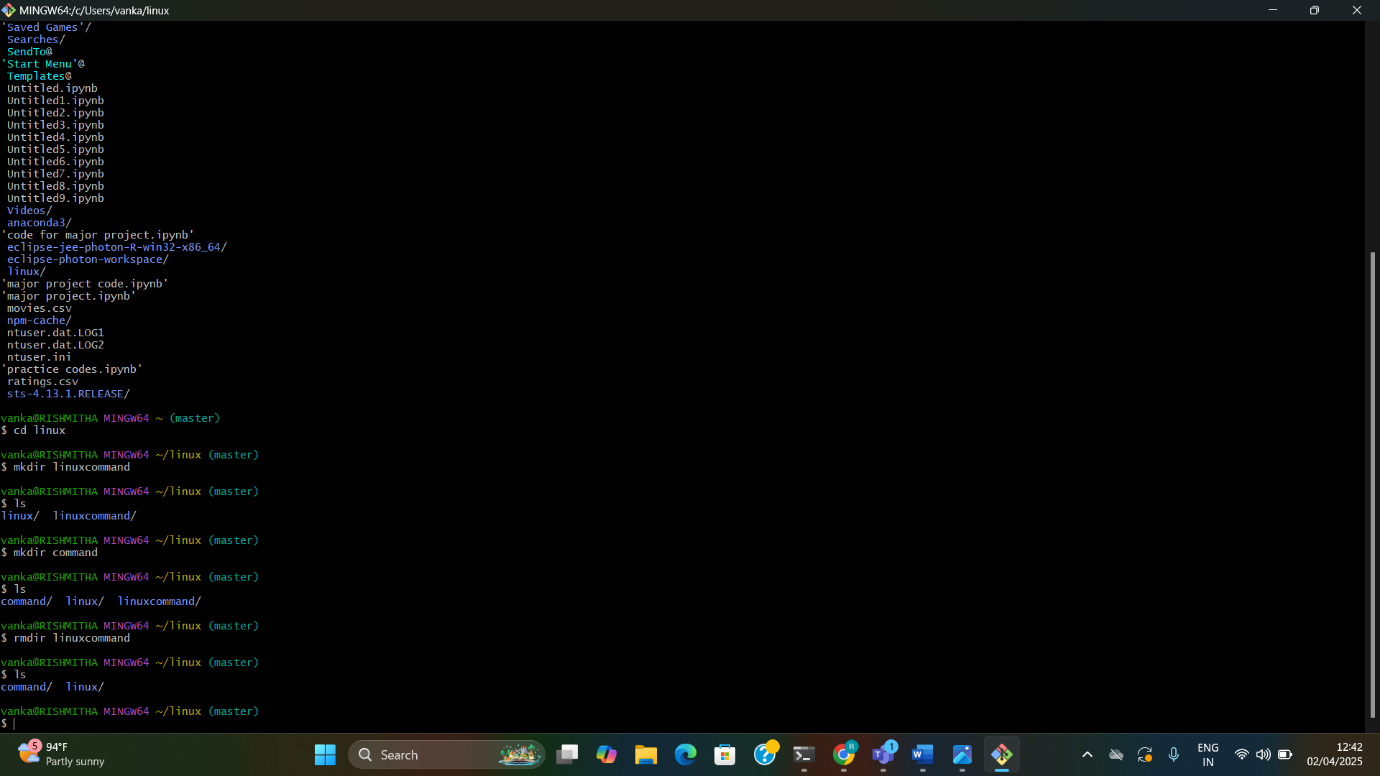 MINGW64:/c/Users/vanka/linux
'Saved Games'/
Searches/
SendTo@
'Start Menu'@
Templates@
Untitled.ipynb
Untitled1.ipynb
Untitled2.ipynb
Untitled3.ipynb
Untitled4.ipynb
Untitled5.ipynb
Untitled6.ipynb
Untitled7.ipynb
Untitled8.ipynb
Untitled9.ipynb
Videos/
anaconda3/
'code for major project.ipynb'
eclipse-jee-photon-R-win32-x86_64/
eclipse-photon-workspace/
linux/
'major project code.ipynb'
'major project.ipynb'
movies.csv
npm-cache/
ntuser.dat.LOG1
ntuser.dat.LOG2
ntuser.ini
'practice codes.ipynb'
ratings.csv
sts-4.13.1.RELEASE/
vanka@RISHMITHA MINGW64 ~ (master)
$ cd linux
vanka@RISHMITHA MINGW64 ~/linux (master)
$ mkdir linuxcommand
vanka@RISHMITHA MINGW64 ~/linux (master)
$ ls
linux/  linuxcommand/
vanka@RISHMITHA MINGW64 ~/linux (master)
$ mkdir command
vanka@RISHMITHA MINGW64 ~/linux (master)
$ ls
command/  linux/  linuxcommand/
vanka@RISHMITHA MINGW64 ~/linux (master)
$ rmdir linuxcommand
vanka@RISHMITHA MINGW64 ~/linux (master)
$ ls
command/  linux/
vanka@RISHMITHA MINGW64 ~/linux (master)
$
5
94°F
Partly sunny
Search
R
1
ENG
IN
12:42
02/04/2025